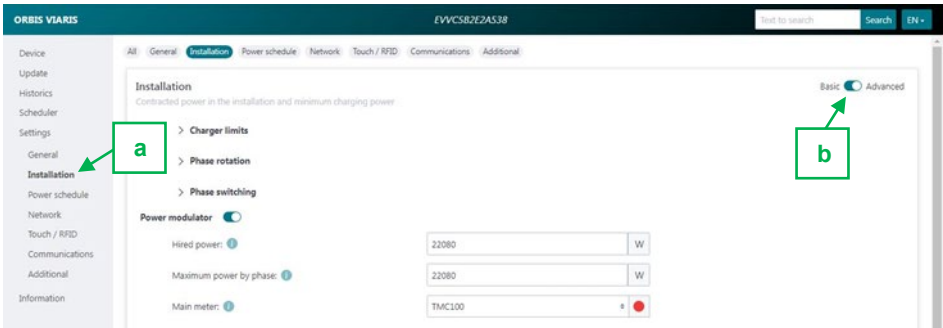 ORBIS VIARIS
EVVC5B2E2A538
Text to search
Search
EN
Device
Update
Historics
Scheduler
Settings
General
Installation
Power schedule
Network
Touch / RFID
Communications
Additional
Information
All General Installation Power schedule Network Touch / RFID Communications Additional
Installation
Basic Advanced
Contracted power in the installation and minimum charging power
a
b
> Charger limits
> Phase rotation
> Phase switching
Power modulator
Hired power: i 22080 W
Maximum power by phase: i 22080 W
Main meter: i TMC100